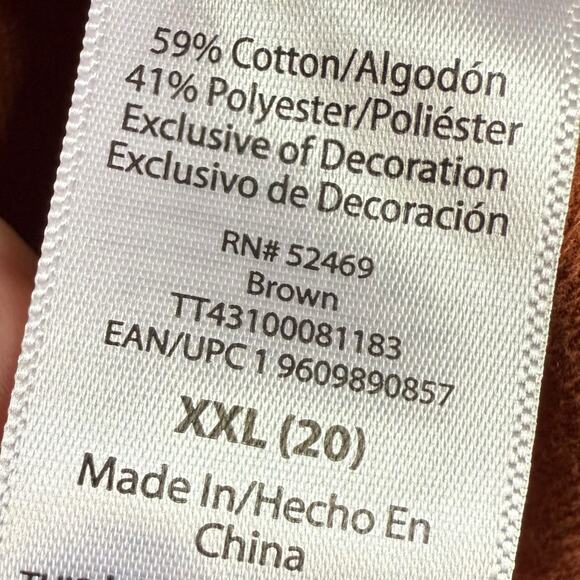 59% Cotton/Algodón
41% Polyester/Poliéster
Exclusive of Decoration
Exclusivo de Decoración
RN# 52469
Brown
TT43100081183
EAN/UPC 1 9609890857
XXL (20)
Made In/Hecho En
China